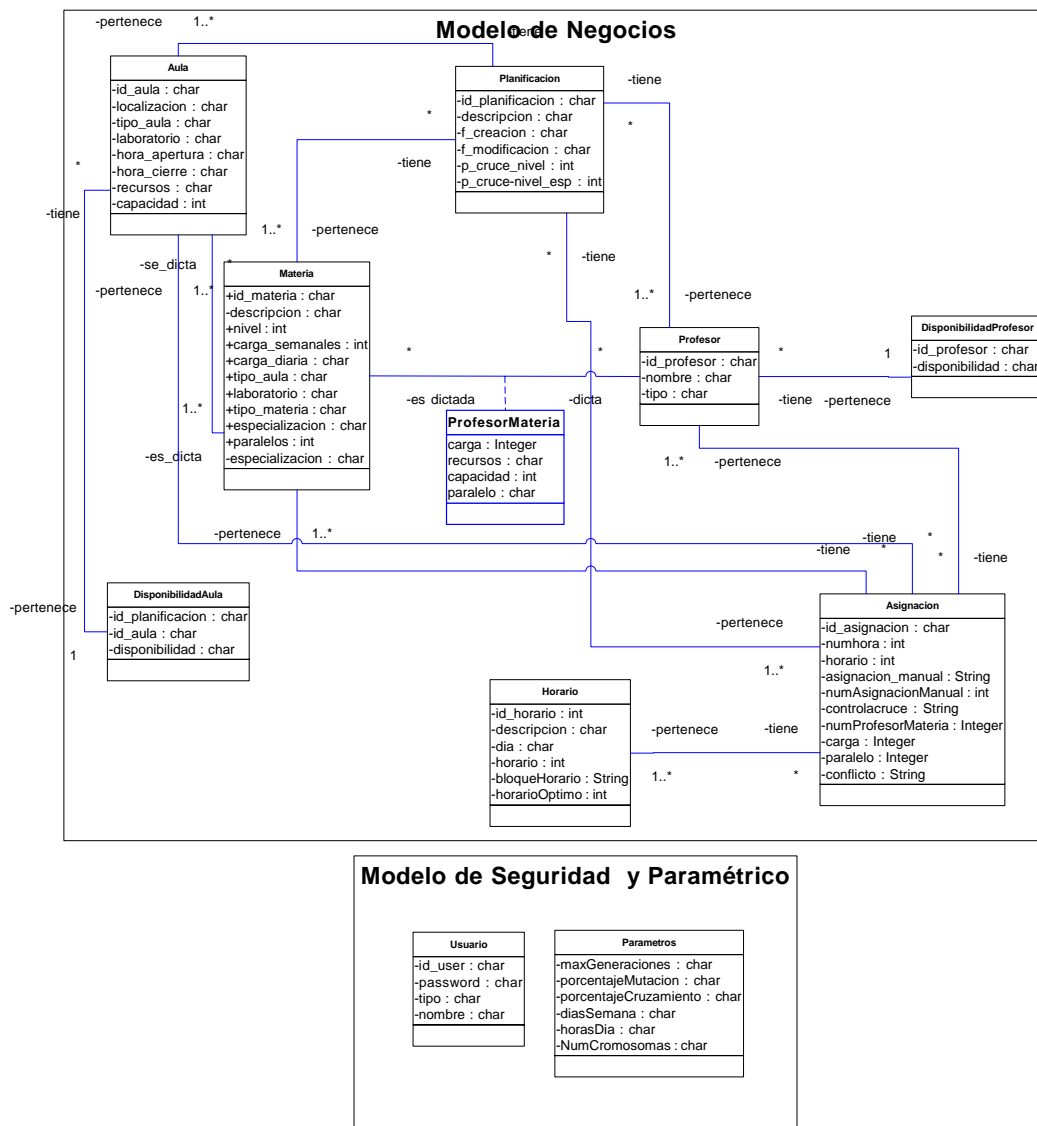 Modelo de Negocios
-pertenece
1..*
-tiene
Aula
-id_aula : char
-localizacion : char
-tipo_aula : char
-laboratorio : char
-hora_apertura : char
-hora_cierre : char
-recursos : char
-capacidad : int
Planificacion
-id_planificacion : char
-descripcion : char
-f_creacion : char
-f_modificacion : char
-p_cruce_nivel : int
-p_cruce-nivel_esp : int
-tiene
*
*
-tiene
*
-tiene
1..*
-pertenece
*
-tiene
-se_dicta
*
-pertenece
1..*
1..*
-pertenece
Materia
+id_materia : char
-descripcion : char
+nivel : int
+carga_semanales : int
+carga_diaria : char
+tipo_aula : char
+laboratorio : char
+tipo_materia : char
+especializacion : char
+paralelos : int
-especializacion : char
Profesor
-id_profesor : char
-nombre : char
-tipo : char
DisponibilidadProfesor
-id_profesor : char
-disponibilidad : char
*
*
*
1
-es dictada
-dicta
-tiene
-pertenece
1..*
-es_dicta
ProfesorMateria
carga : Integer
recursos : char
capacidad : int
paralelo : char
1..*
-pertenece
-pertenece
1..*
-tiene
*
-tiene
*
*
-tiene
DisponibilidadAula
-id_planificacion : char
-id_aula : char
-disponibilidad : char
-pertenece
1
-pertenece
1..*
Asignacion
-id_asignacion : char
-numhora : int
-horario : int
-asignacion_manual : String
-numAsignacionManual : int
-controlacruce : String
-numProfesorMateria : Integer
-carga : Integer
-paralelo : Integer
-conflicto : String
Horario
-id_horario : int
-descripcion : char
-dia : char
-horario : int
-bloqueHorario : String
-horarioOptimo : int
-pertenece
-tiene
1..*
*
Modelo de Seguridad y Paramétrico
Usuario
-id_user : char
-password : char
-tipo : char
-nombre : char
Parametros
-maxGeneraciones : char
-porcentajeMutacion : char
-porcentajeCruzamiento : char
-diasSemana : char
-horasDia : char
-NumCromosomas : char